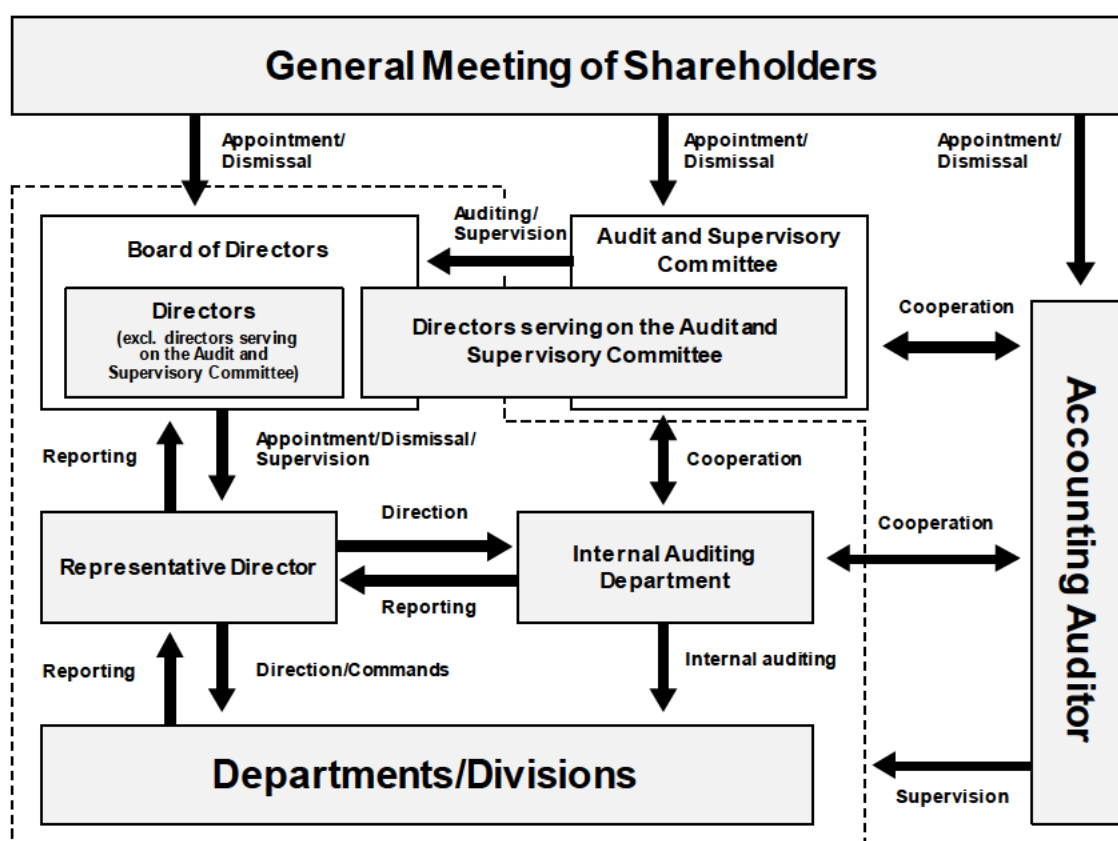 General Meeting of Shareholders
Appointment/
Dismissal
Appointment/
Dismissal
Appointment/
Dismissal
Board of Directors
Auditing/
Supervision
Audit and Supervisory
Committee
Directors
(excl. directors serving
on the Audit and
Supervisory Committee)
Directors serving on the Audit and
Supervisory Committee
Cooperation
Reporting
Appointment/Dismissal/
Supervision
Cooperation
Representative Director
Direction
Reporting
Internal Auditing
Department
Cooperation
Accounting Auditor
Reporting
Direction/Commands
Internal auditing
Departments/Divisions
Supervision